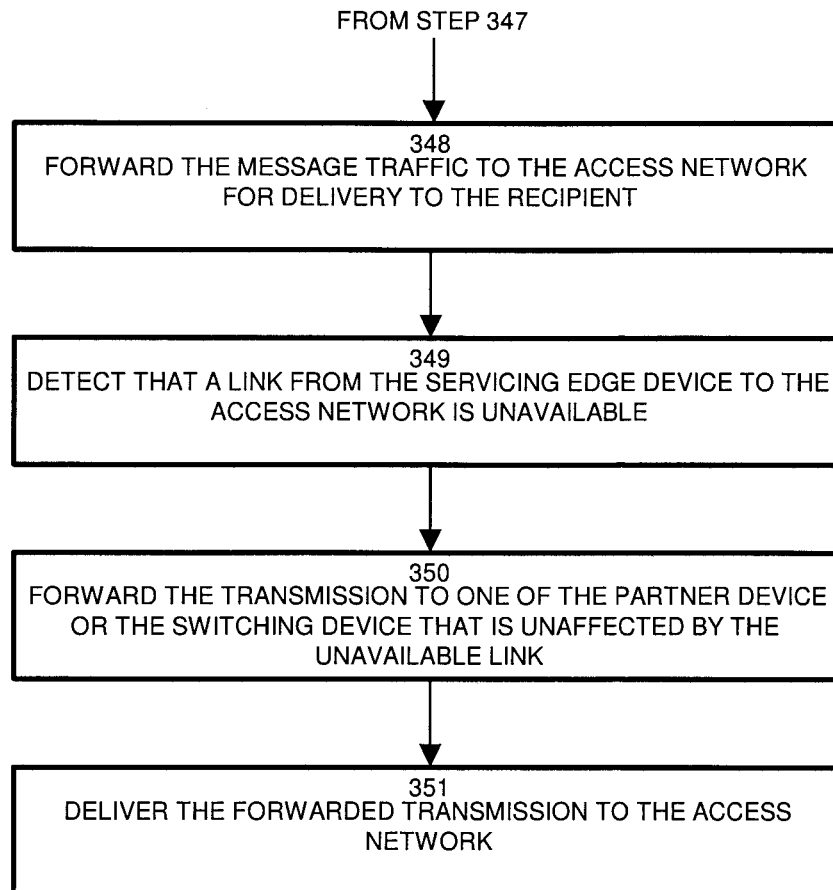 FROM STEP 347
348
FORWARD THE MESSAGE TRAFFIC TO THE ACCESS NETWORK
FOR DELIVERY TO THE RECIPIENT
349
DETECT THAT A LINK FROM THE SERVICING EDGE DEVICE TO THE
ACCESS NETWORK IS UNAVAILABLE
350
FORWARD THE TRANSMISSION TO ONE OF THE PARTNER DEVICE
OR THE SWITCHING DEVICE THAT IS UNAFFECTED BY THE
UNAVAILABLE LINK
351
DELIVER THE FORWARDED TRANSMISSION TO THE ACCESS
NETWORK